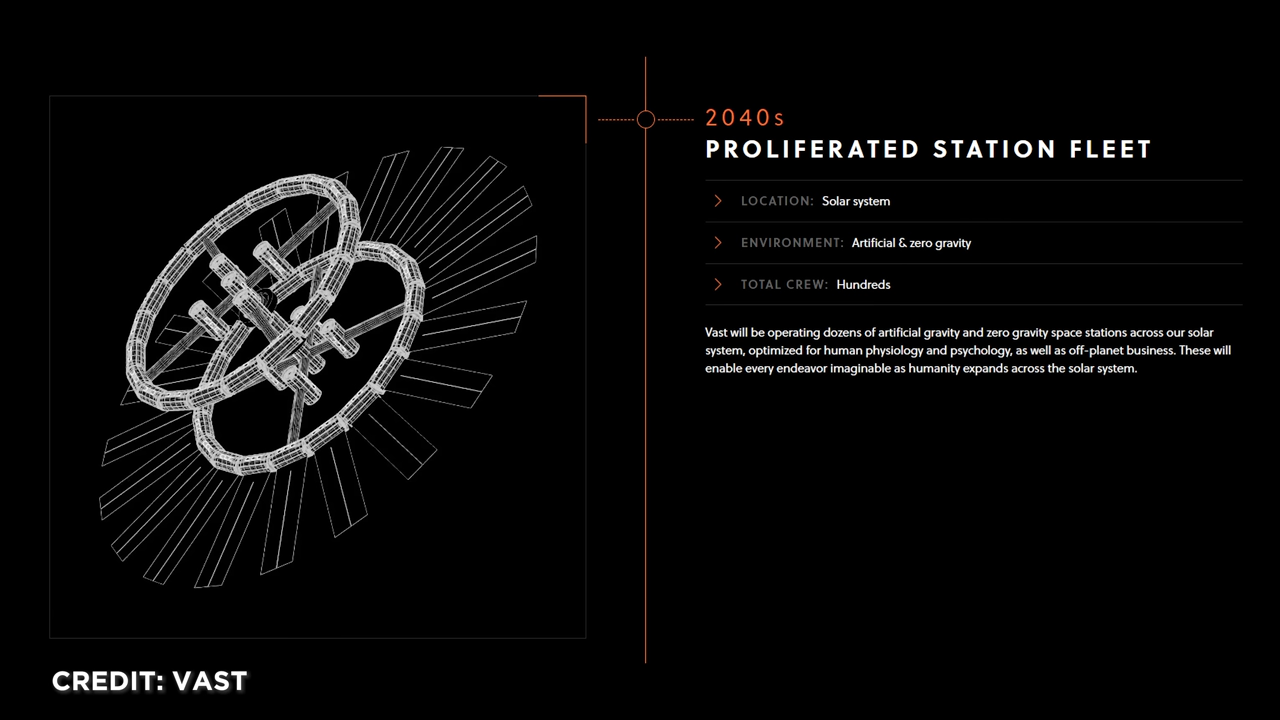 2040s
PROLIFERATED STATION FLEET
LOCATION: Solar system
ENVIRONMENT: Artificial & zero gravity
TOTAL CREW: Hundreds
Vast will be operating dozens of artificial gravity and zero gravity space stations across our solar
system, optimized for human physiology and psychology, as well as off-planet business. These will
enable every endeavor imaginable as humanity expands across the solar system.
CREDIT: VAST